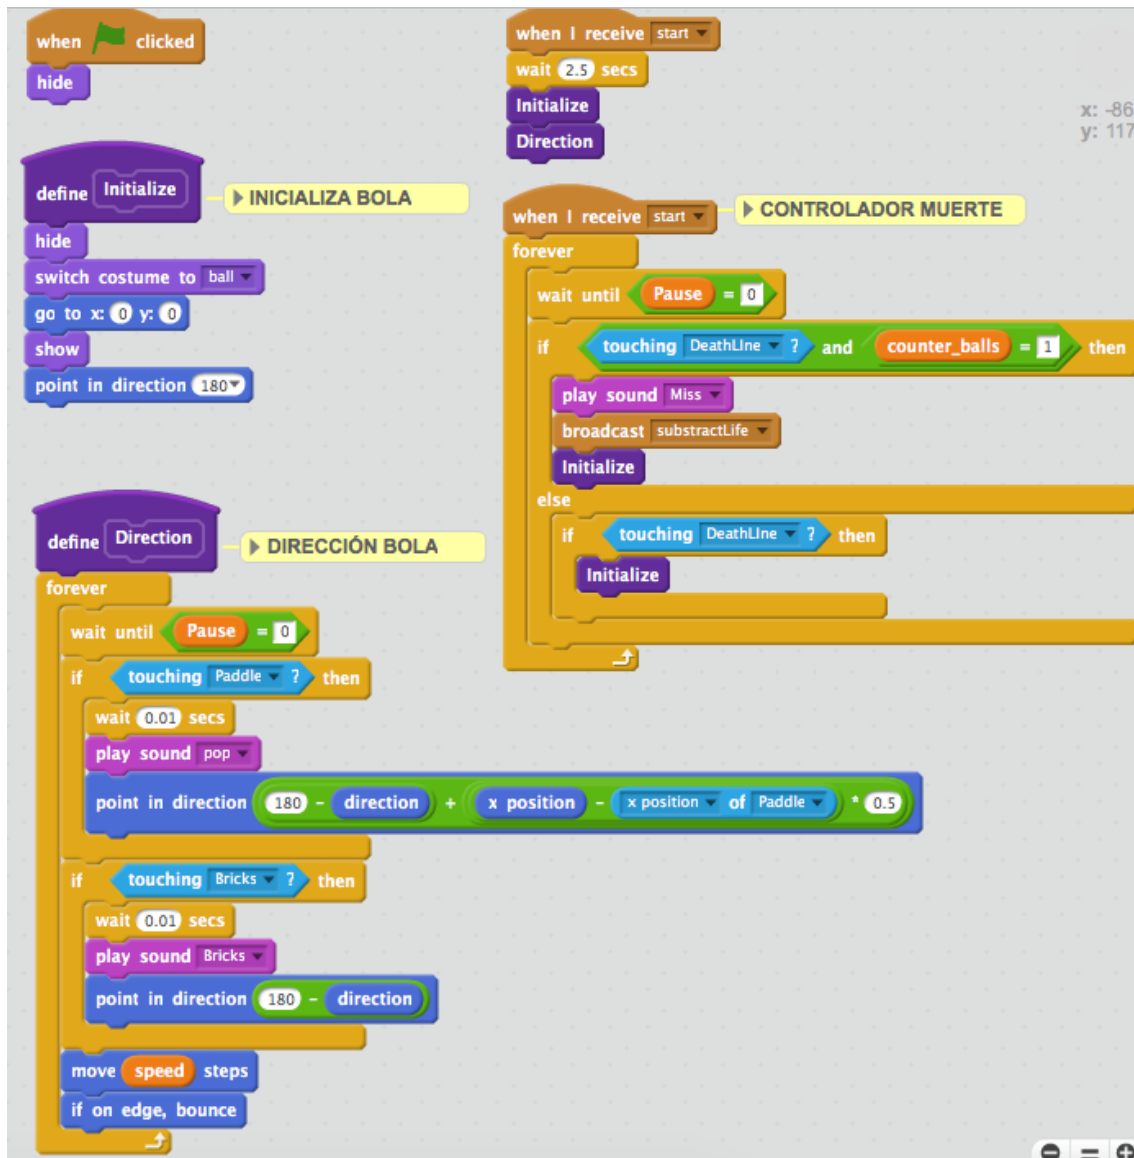 when clicked
hide
define Initialize
INICIALIZA BOLA
hide
switch costume to ball
go to x: 0 y: 0
show
point in direction 180
define Direction
DIRECCIÓN BOLA
forever
wait until Pause = 0
if touching Paddle ? then
wait 0.01 secs
play sound pop
point in direction 180 - direction + x position - x position of Paddle * 0.5
if touching Bricks ? then
wait 0.01 secs
play sound Bricks
point in direction 180 - direction
move speed steps
if on edge, bounce
when I receive start
wait 2.5 secs
Initialize
Direction
x: -86
y: 117
when I receive start
CONTROLADOR MUERTE
forever
wait until Pause = 0
if touching DeathLIne ? and counter_balls = 1 then
play sound Miss
broadcast substractLife
Initialize
else
if touching DeathLIne ? then
Initialize